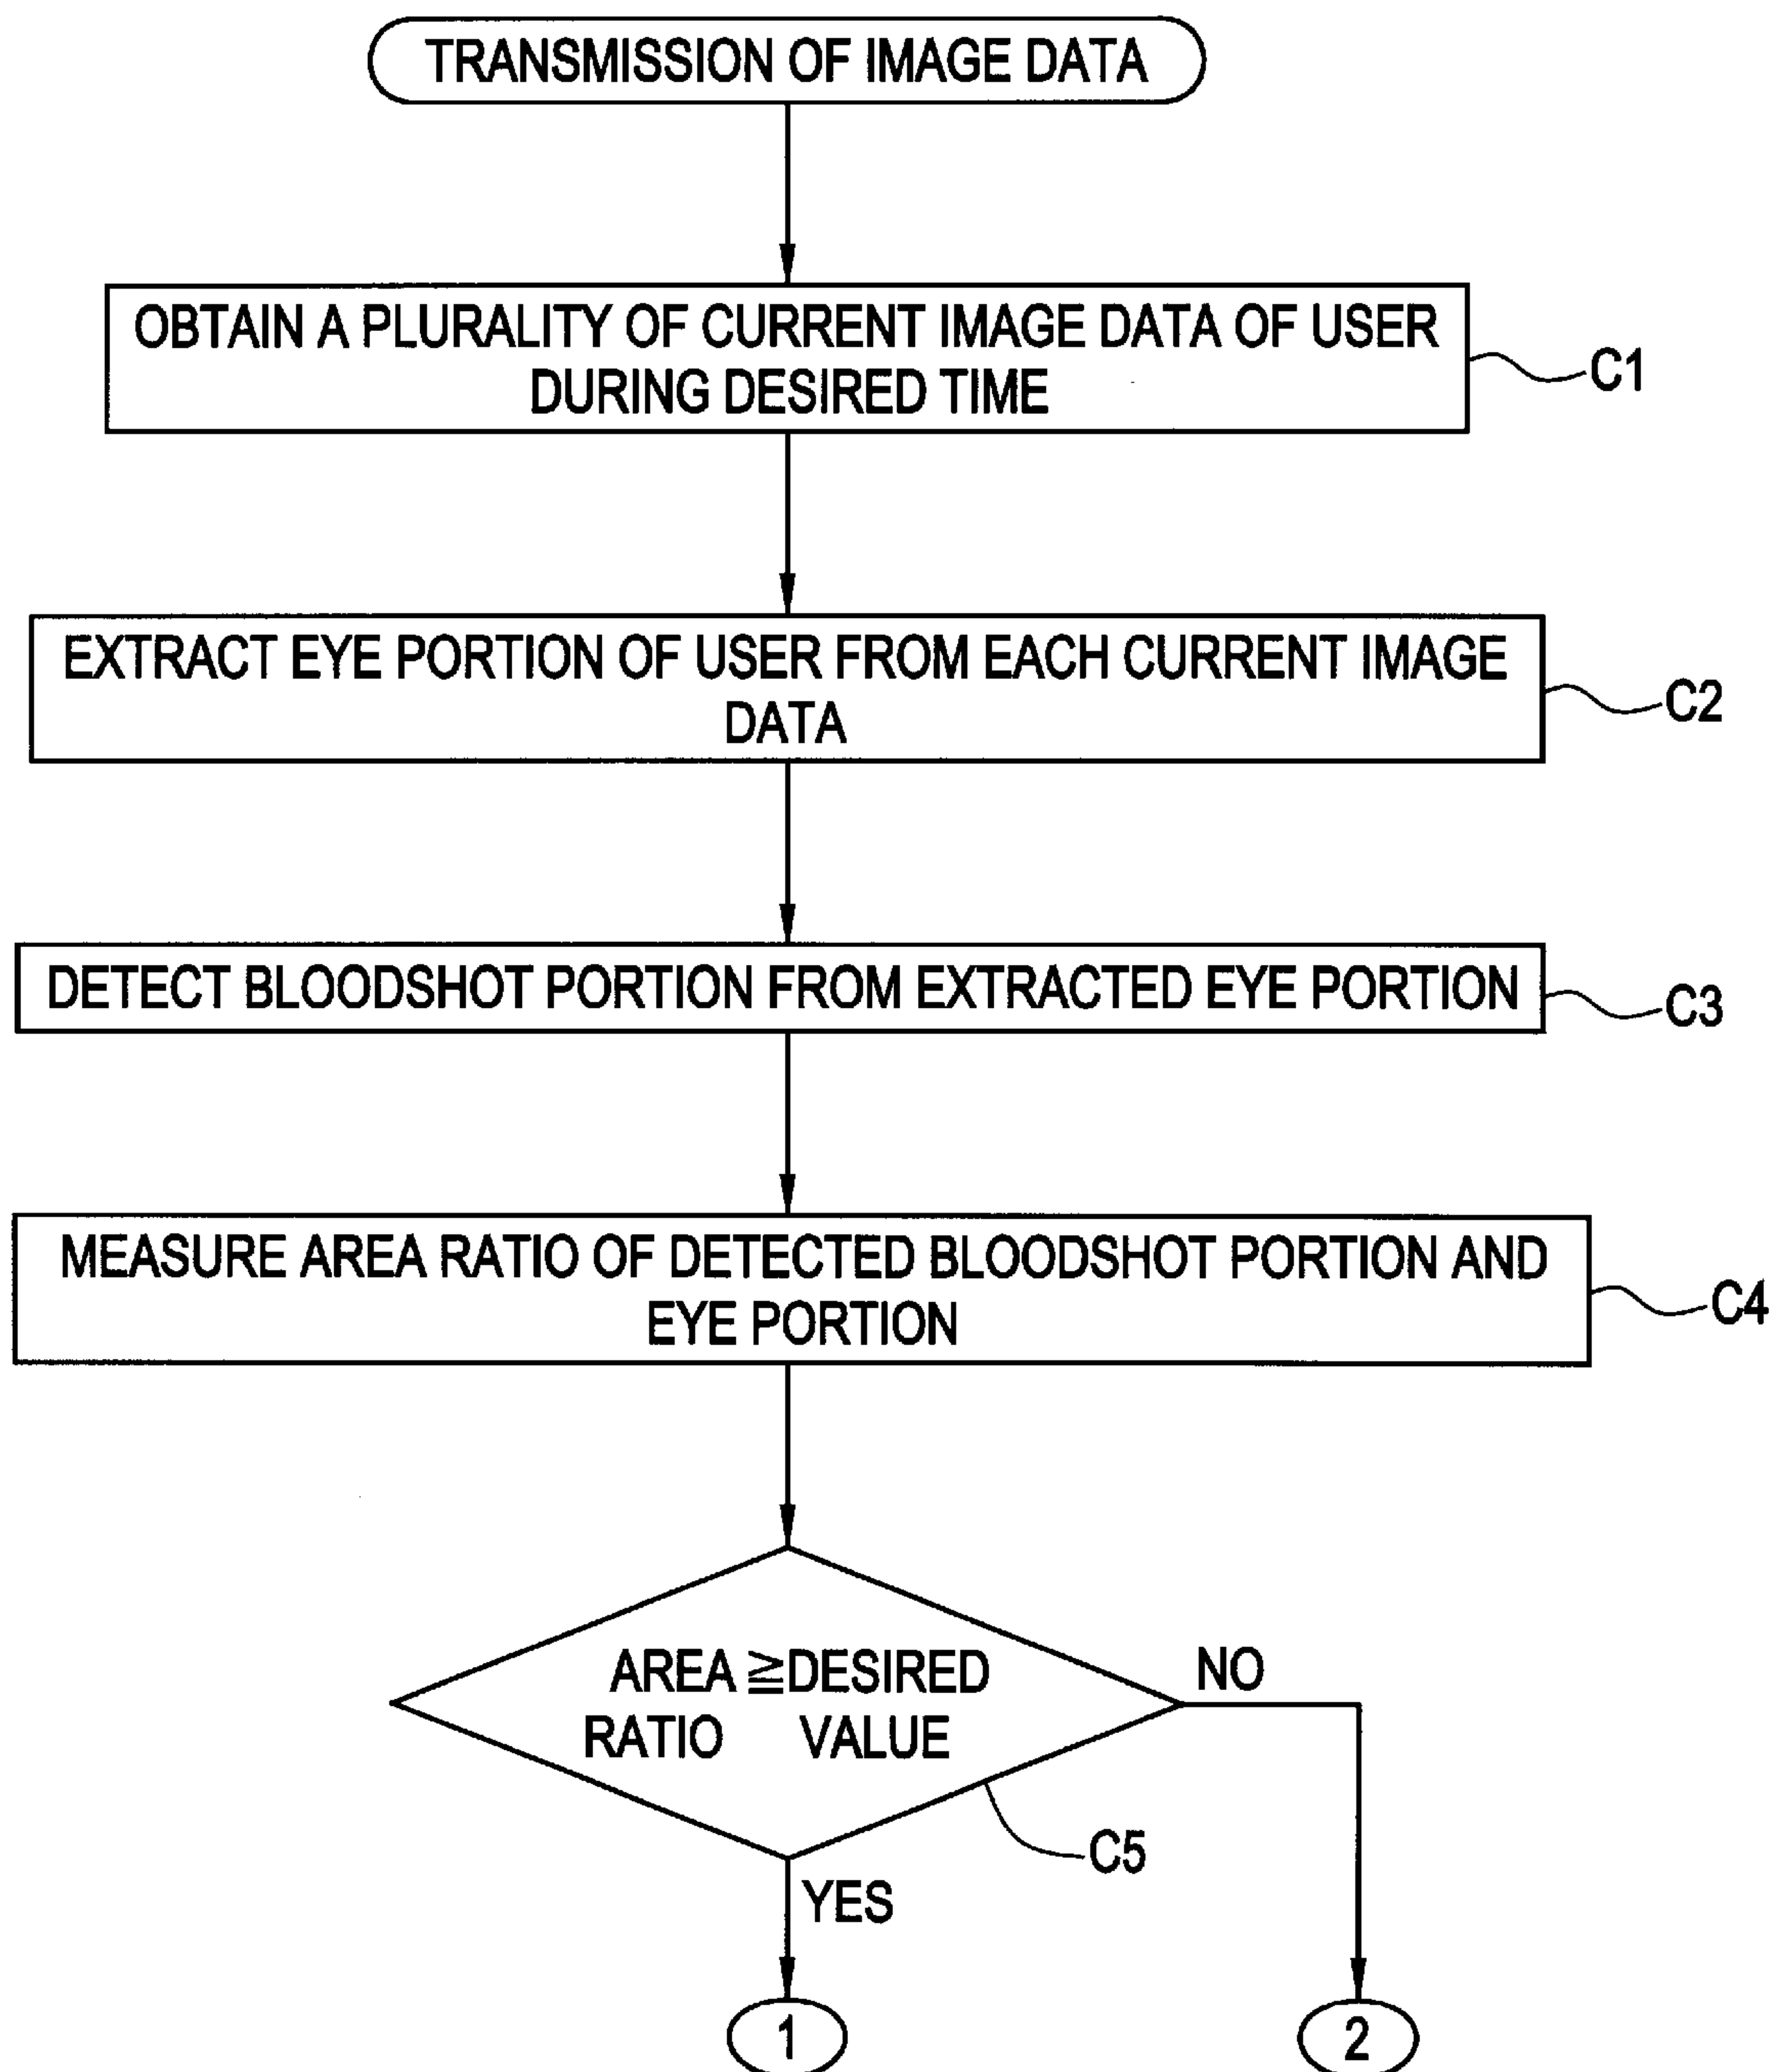 TRANSMISSION OF IMAGE DATA
OBTAIN A PLURALITY OF CURRENT IMAGE DATA OF USER
DURING DESIRED TIME
C1
EXTRACT EYE PORTION OF USER FROM EACH CURRENT IMAGE
DATA
C2
DETECT BLOODSHOT PORTION FROM EXTRACTED EYE PORTION
C3
MEASURE AREA RATIO OF DETECTED BLOODSHOT PORTION AND
EYE PORTION
C4
AREA ≧ DESIRED
RATIO VALUE
NO
C5
YES
1
2